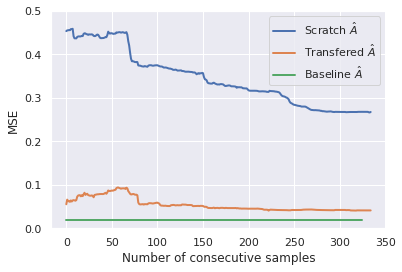 0.5
0.4
0.3
0.2
0.1
0.0
MSE
Scratch Â
Transfered Â
Baseline Â
0 50 100 150 200 250 300 350
Number of consecutive samples